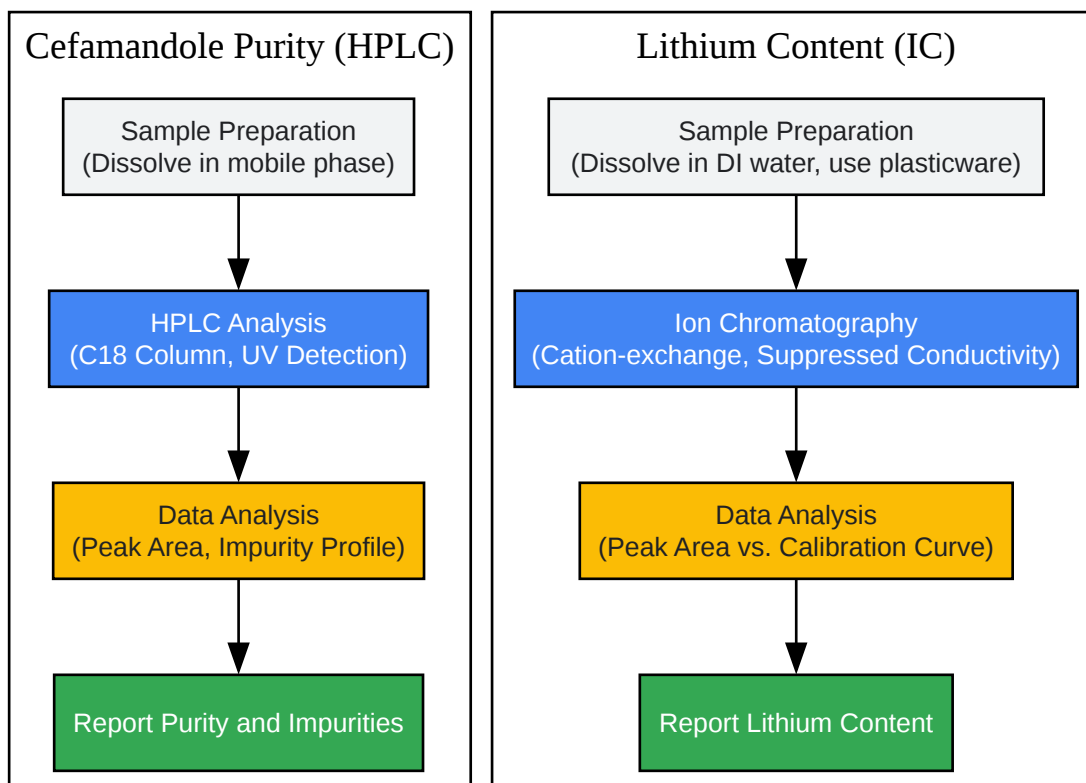 Cefamandole Purity (HPLC)
Sample Preparation
(Dissolve in mobile phase)
HPLC Analysis
(C18 Column, UV Detection)
Data Analysis
(Peak Area, Impurity Profile)
Report Purity and Impurities
Lithium Content (IC)
Sample Preparation
(Dissolve in DI water, use plasticware)
Ion Chromatography
(Cation-exchange, Suppressed Conductivity)
Data Analysis
(Peak Area vs. Calibration Curve)
Report Lithium Content